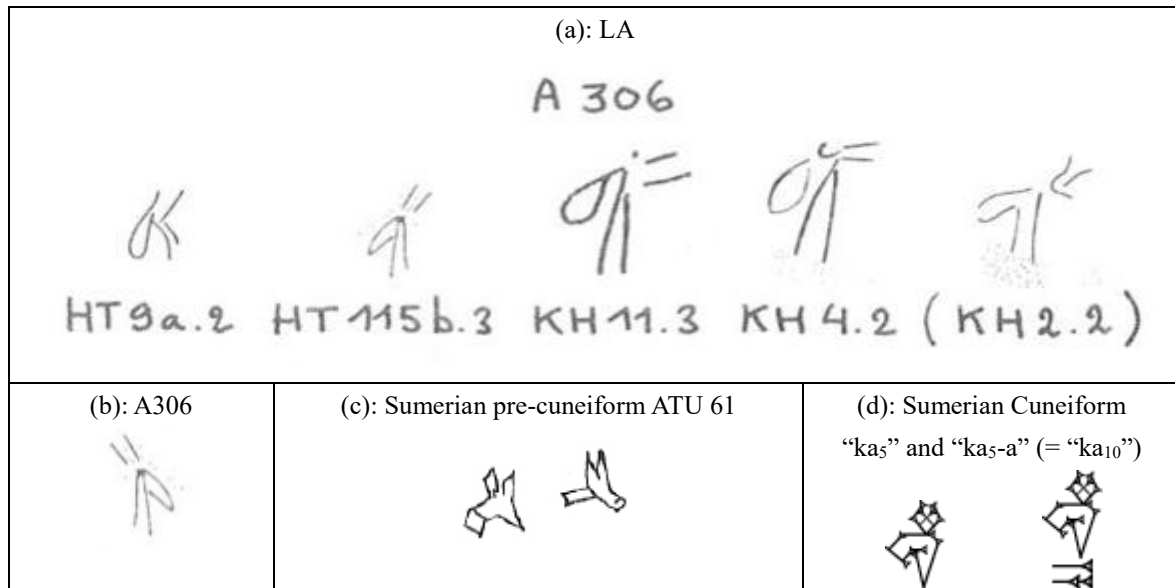 (a): LA
A 306
HT9a.2 HT115b.3 KH11.3 KH4.2 (KH2.2)
(b): A306
(c): Sumerian pre-cuneiform ATU 61
(d): Sumerian Cuneiform
“ka₅” and “ka₅-a” (= “ka₁₀”)